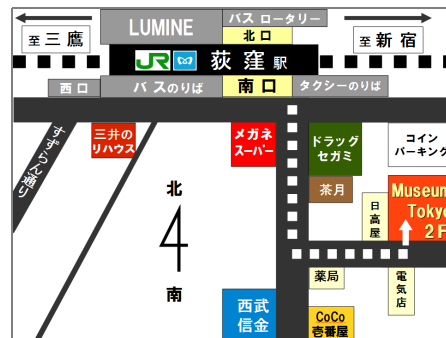 LUMINE
バス ロータリー
北口
至三鷹
至新宿
JR
荻窪駅
西口
バスのりば
南口
タクシーのりば
すずらん通り
三井の
リハウス
メガネ
スーパー
ドラッグ
セガミ
コイン
パーキング
茶月
日高屋
Museum
Tokyo
2F
北
南
薬局
電気店
西武
信金
CoCo
壱番屋